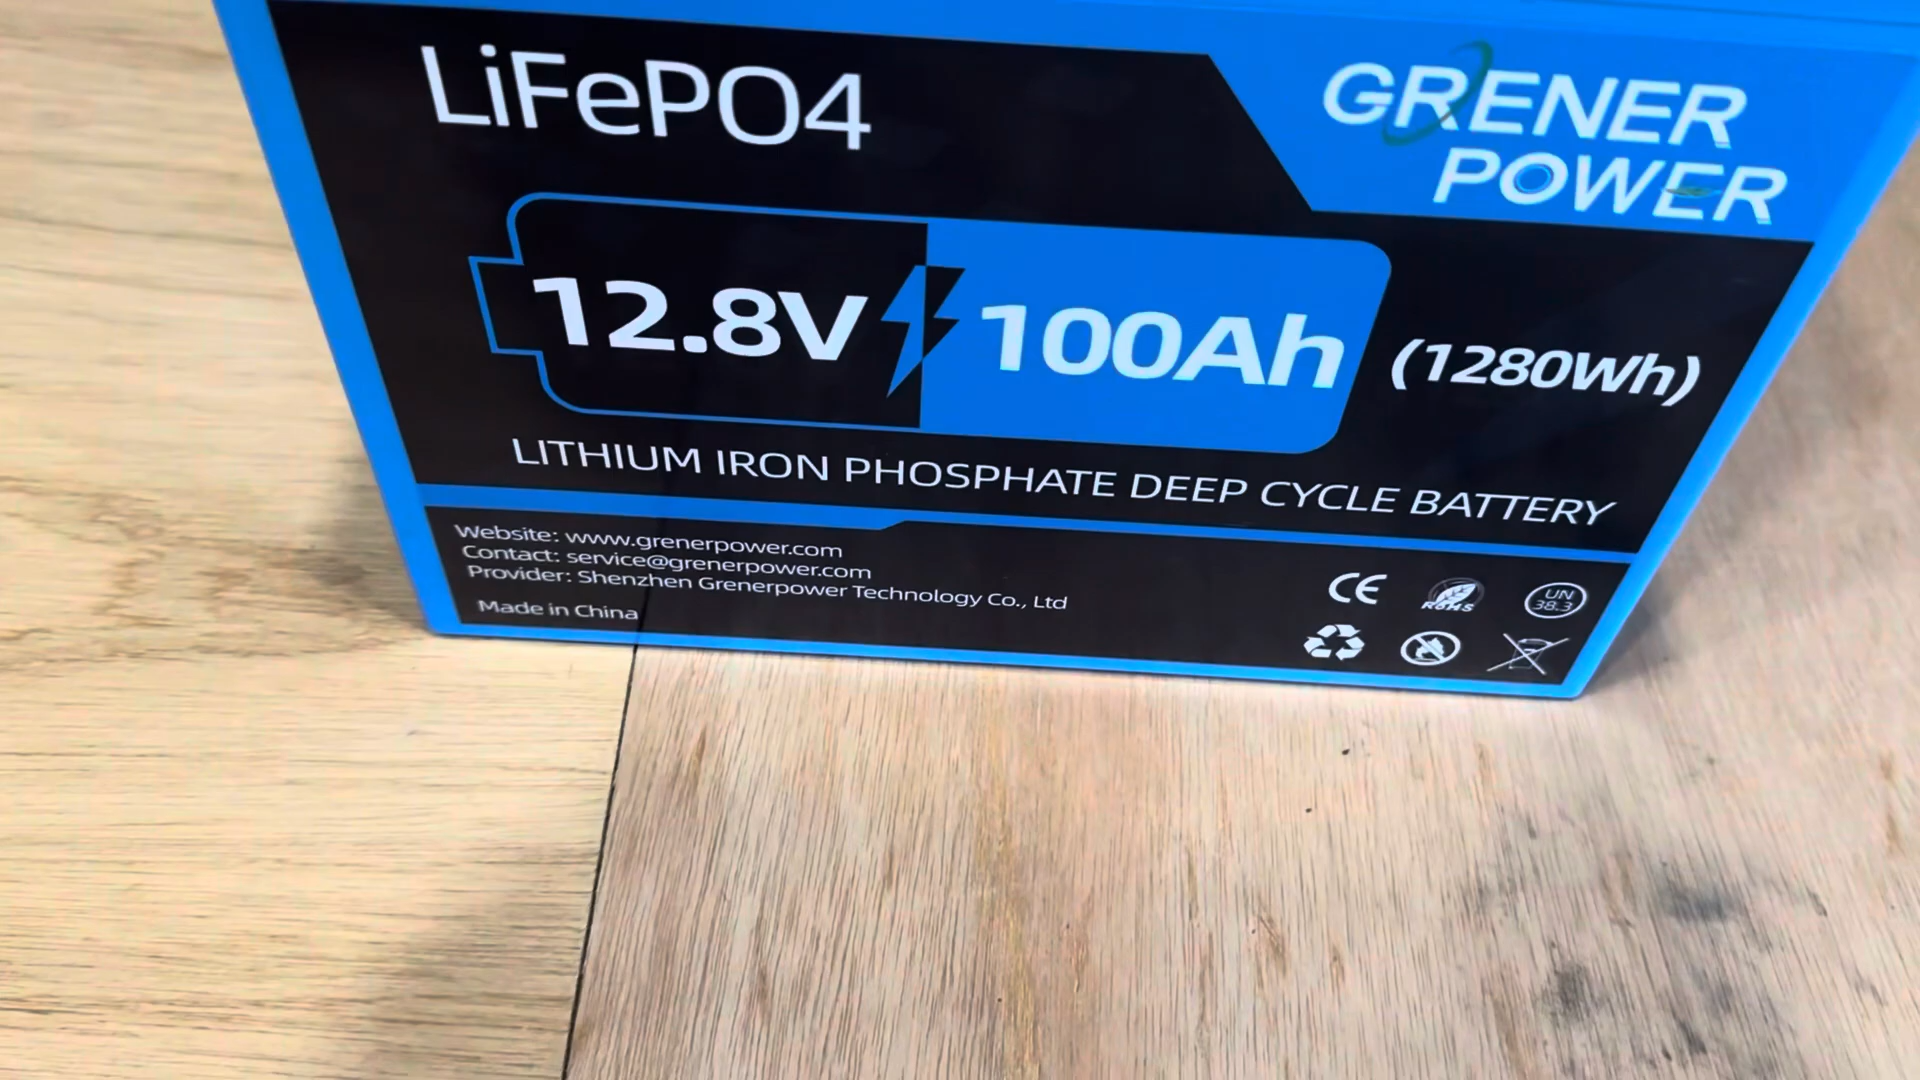 LiFePO4
GRENER
POWER
12.8V 100Ah (1280Wh)
LITHIUM IRON PHOSPHATE DEEP CYCLE BATTERY
Website: www.grenerpower.com
Contact: service@grenerpower.com
Provider: Shenzhen Grenerpower Technology Co., Ltd
Made in China
CE
RoHS
UN
38.3